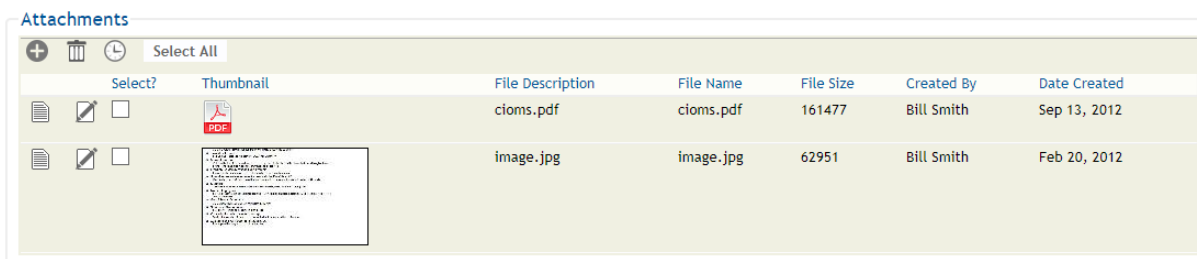 Attachments
Select All
Select? Thumbnail File Description File Name File Size Created By Date Created
PDF cioms.pdf cioms.pdf 161477 Bill Smith Sep 13, 2012
image.jpg image.jpg 62951 Bill Smith Feb 20, 2012